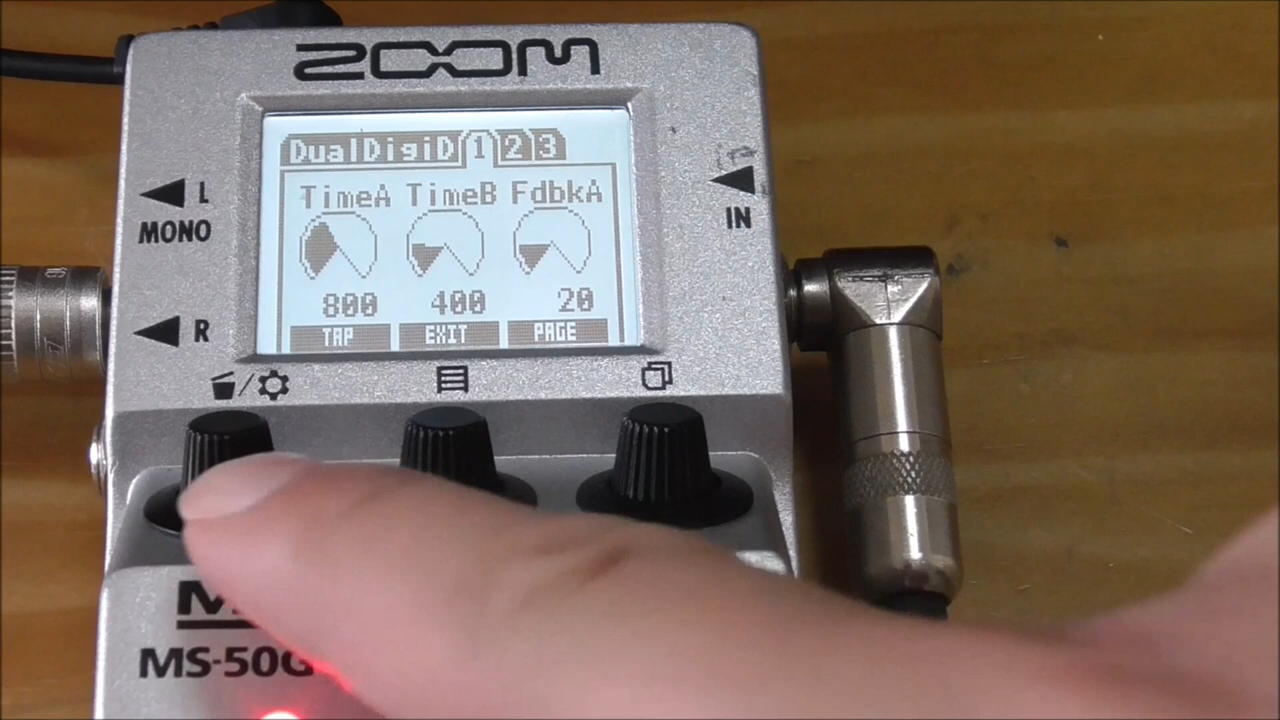 ZOOM
DualDigiD 1 2 3
TimeA TimeB FdbkA
800 400 20
TAP EXIT PAGE
L
MONO
R
IN
MS-50G